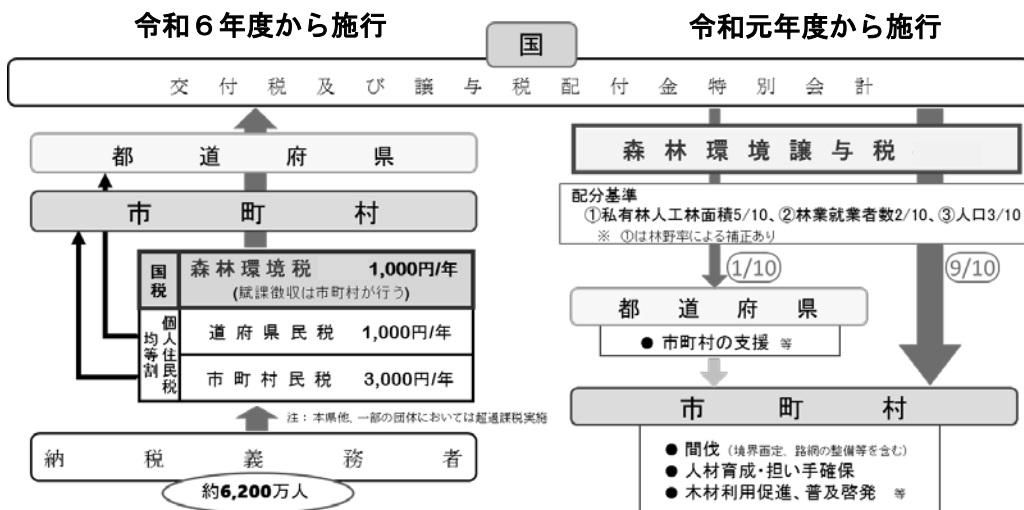 令和６年度から施行
国
令和元年度から施行
交付税及び譲与税配付金特別会計
都道府県
市町村
国税
森林環境税 1,000円/年
(賦課徴収は市町村が行う)
個人住民税
均等割
道府県民税 1,000円/年
市町村民税 3,000円/年
注：本県他、一部の団体においては超過課税実施
納税義務者
約6,200万人
森林環境譲与税
配分基準
①私有林人工林面積5/10、②林業就業者数2/10、③人口3/10
※ ①は林野率による補正あり
1/10
9/10
都道府県
● 市町村の支援 等
市町村
● 間伐（境界画定、路網の整備等を含む）
● 人材育成・担い手確保
● 木材利用促進、普及啓発 等